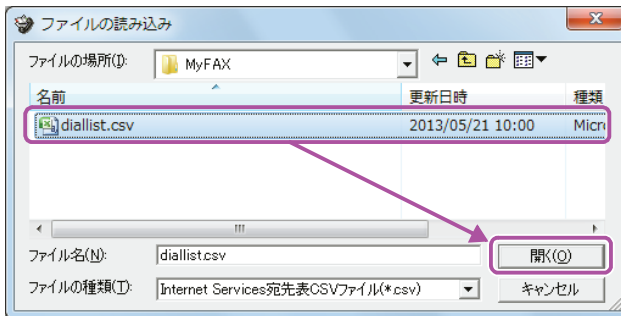 ファイルの読み込み
ファイルの場所(I): MyFAX
名前 更新日時 種類
diallist.csv 2013/05/21 10:00 Micro
ファイル名(N): diallist.csv 開く(O)
ファイルの種類(T): Internet Services宛先表CSVファイル(*.csv) キャンセル